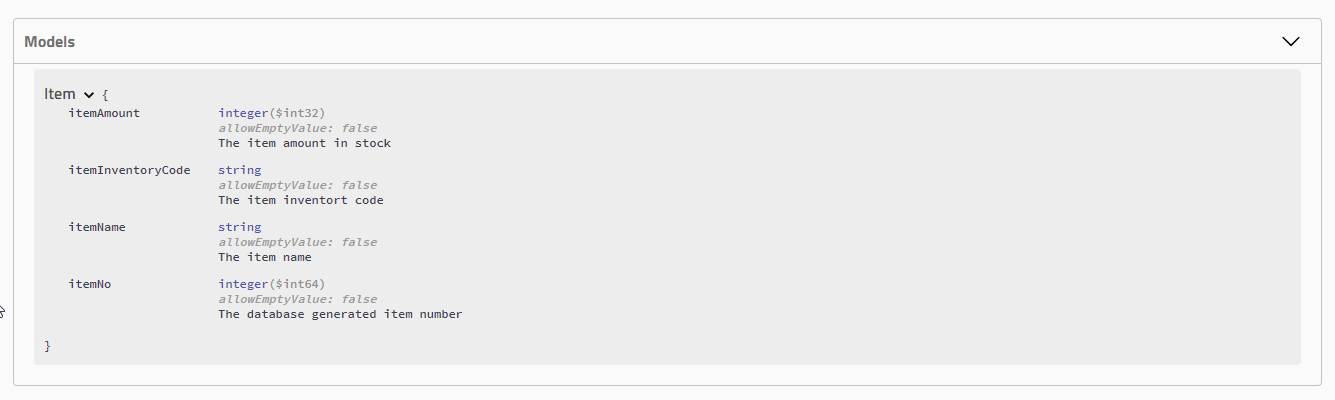 Models
Item {
itemAmount integer($int32)
allowEmptyValue: false
The item amount in stock
itemInventoryCode string
allowEmptyValue: false
The item inventort code
itemName string
allowEmptyValue: false
The item name
itemNo integer($int64)
allowEmptyValue: false
The database generated item number
}